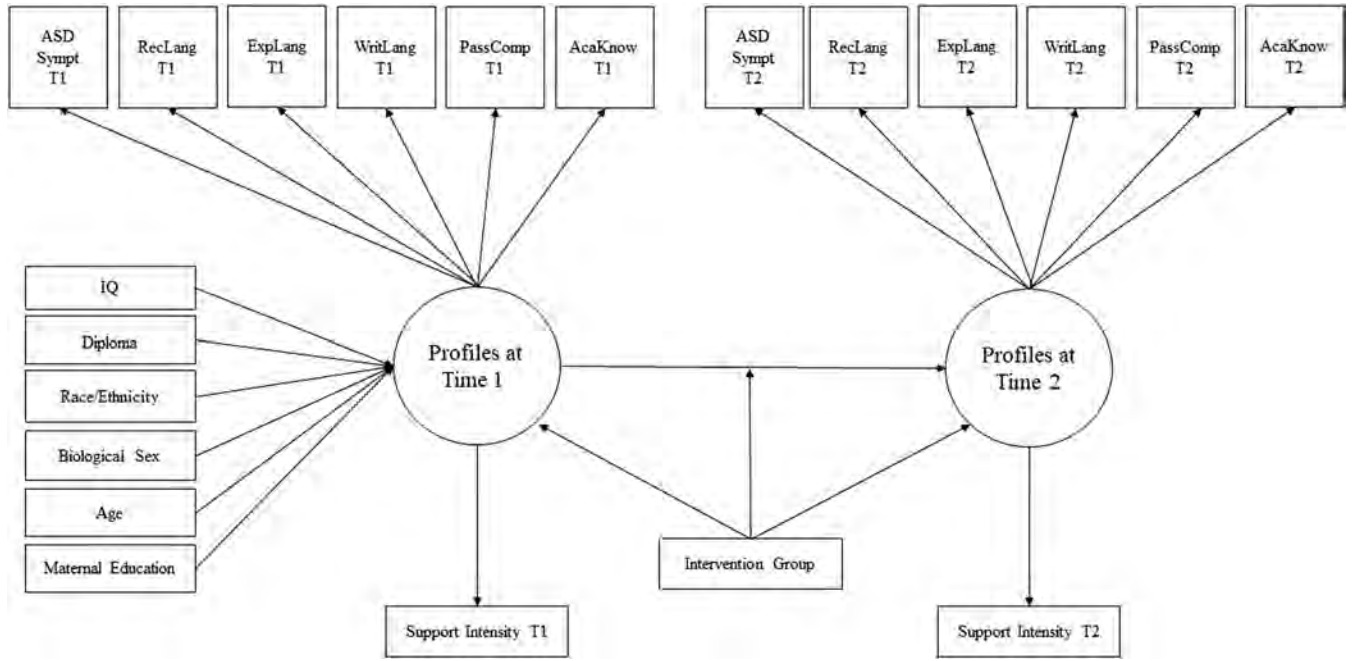 ASD
Sympt
T1
RecLang
T1
ExpLang
T1
WritLang
T1
PassComp
T1
AcaKnow
T1
ASD
Sympt
T2
RecLang
T2
ExpLang
T2
WritLang
T2
PassComp
T2
AcaKnow
T2
IQ
Diploma
Race/Ethnicity
Biological Sex
Age
Maternal Education
Profiles at
Time 1
Profiles at
Time 2
Intervention Group
Support Intensity T1
Support Intensity T2